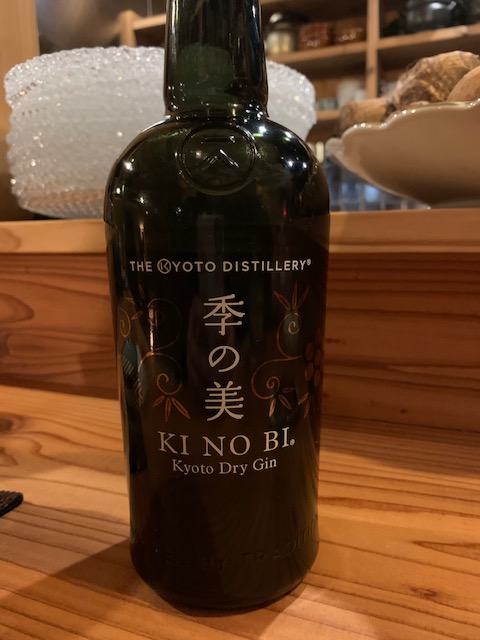 THE KYOTO DISTILLERY®
季の美
KI NO BI®
Kyoto Dry Gin